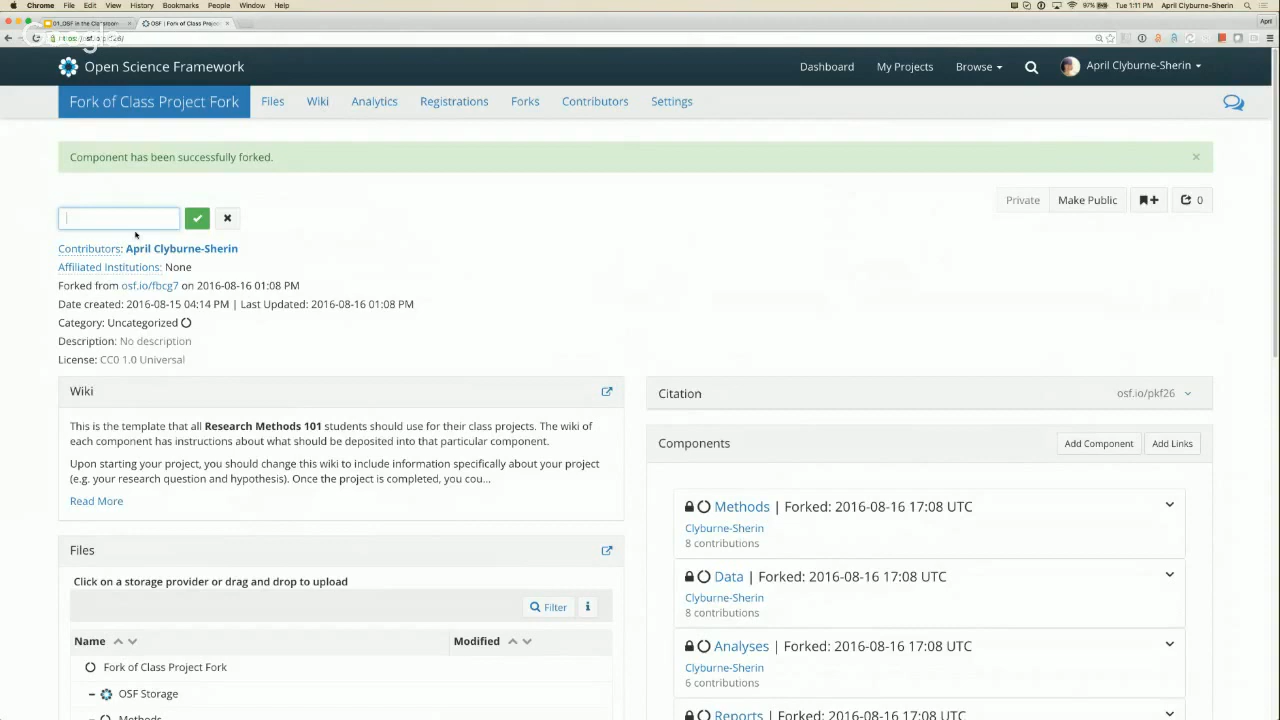 Chrome File Edit View History Bookmarks People Window Help
97% Tue 1:11 PM April Clyburne-Sherin
01_OSF in the Classroom
OSF | Fork of Class Proje
April
Open Science Framework
Dashboard My Projects Browse April Clyburne-Sherin
Fork of Class Project Fork Files Wiki Analytics Registrations Forks Contributors Settings
Component has been successfully forked. ×
Private Make Public 0
Contributors: April Clyburne-Sherin
Affiliated Institutions: None
Forked from osf.io/fbcg7 on 2016-08-16 01:08 PM
Date created: 2016-08-15 04:14 PM | Last Updated: 2016-08-16 01:08 PM
Category: Uncategorized
Description: No description
License: CC0 1.0 Universal
Wiki
This is the template that all Research Methods 101 students should use for their class projects. The wiki of
each component has instructions about what should be deposited into that particular component.
Upon starting your project, you should change this wiki to include information specifically about your project
(e.g. your research question and hypothesis). Once the project is completed, you cou...
Read More
Files
Click on a storage provider or drag and drop to upload
Filter
Name Modified
Fork of Class Project Fork
OSF Storage
Methods
Citation osf.io/pkf26
Components Add Component Add Links
Methods | Forked: 2016-08-16 17:08 UTC
Clyburne-Sherin
8 contributions
Data | Forked: 2016-08-16 17:08 UTC
Clyburne-Sherin
8 contributions
Analyses | Forked: 2016-08-16 17:08 UTC
Clyburne-Sherin
6 contributions
Reports | Forked: 2016-08-16 17:08 UTC